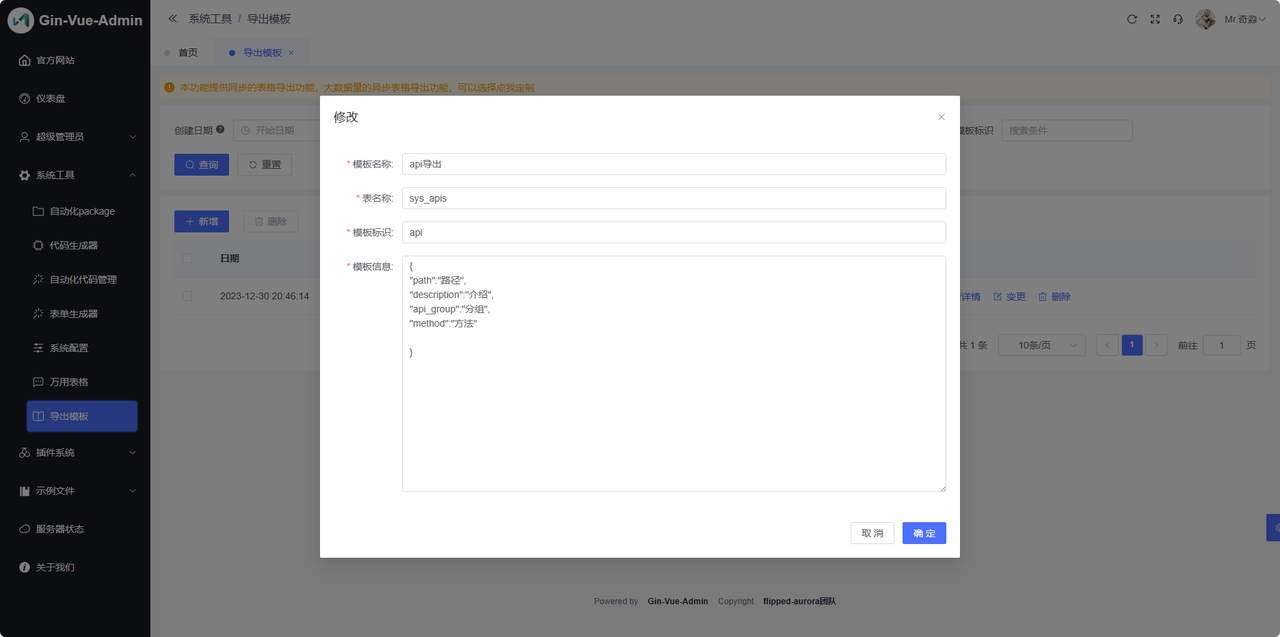 Gin-Vue-Admin
系统工具 / 导出模板
Mr.奇淼
官方网站
仪表盘
超级管理员
系统工具
自动化package
代码生成器
自动化代码管理
表单生成器
系统配置
万用表格
导出模板
插件系统
示例文件
服务器状态
关于我们
首页
导出模板
本功能提供同步的表格导出功能，大数据量的异步表格导出功能，可以选择点我定制
创建日期
开始日期
模板标识
搜索条件
查询
重置
新增
删除
日期
2023-12-30 20:46:14
详情
变更
删除
共 1 条
10条/页
1
前往
1
页
修改
* 模板名称:
api导出
* 表名称:
sys_apis
* 模板标识:
api
* 模板信息:
{
"path":"路径",
"description":"介绍",
"api_group":"分组",
"method":"方法"
}
取 消
确 定
Powered by Gin-Vue-Admin Copyright flipped-aurora团队